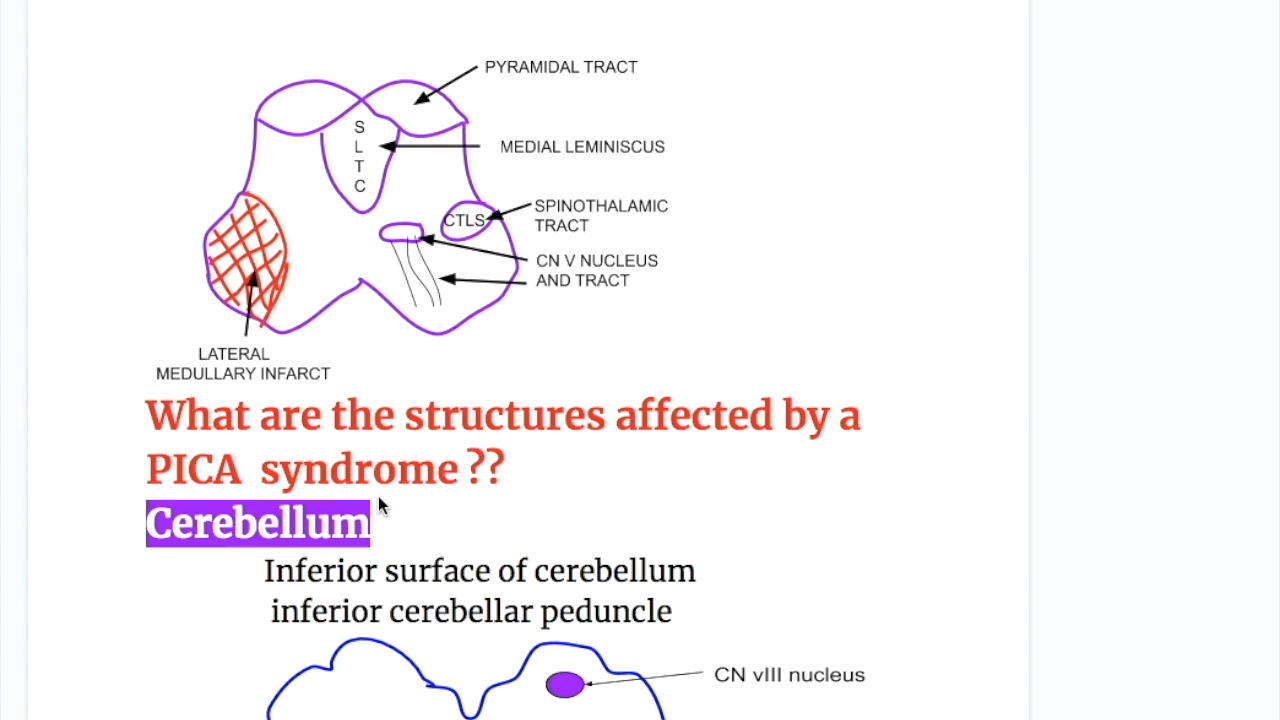 PYRAMIDAL TRACT
S
L
T
C
MEDIAL LEMINISCUS
CTLS
SPINOTHALAMIC
TRACT
CN V NUCLEUS
AND TRACT
LATERAL
MEDULLARY INFARCT
What are the structures affected by a
PICA syndrome ??
Cerebellum
Inferior surface of cerebellum
inferior cerebellar peduncle
CN vIII nucleus